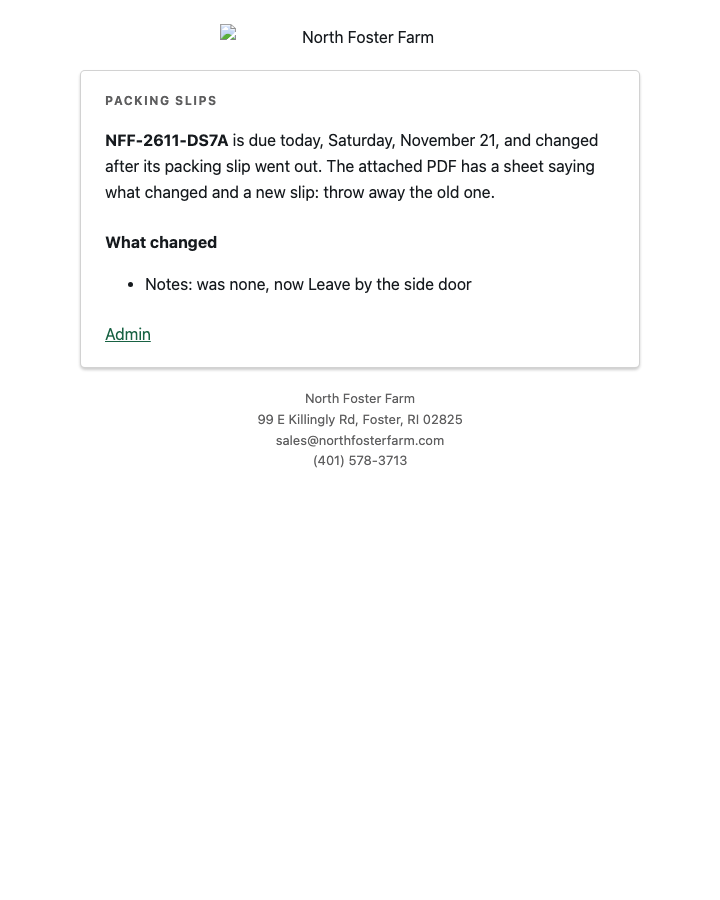 North Foster Farm
PACKING SLIPS
NFF-2611-DS7A is due today, Saturday, November 21, and changed
after its packing slip went out. The attached PDF has a sheet saying
what changed and a new slip: throw away the old one.
What changed
• Notes: was none, now Leave by the side door
Admin
North Foster Farm
99 E Killingly Rd, Foster, RI 02825
sales@northfosterfarm.com
(401) 578-3713